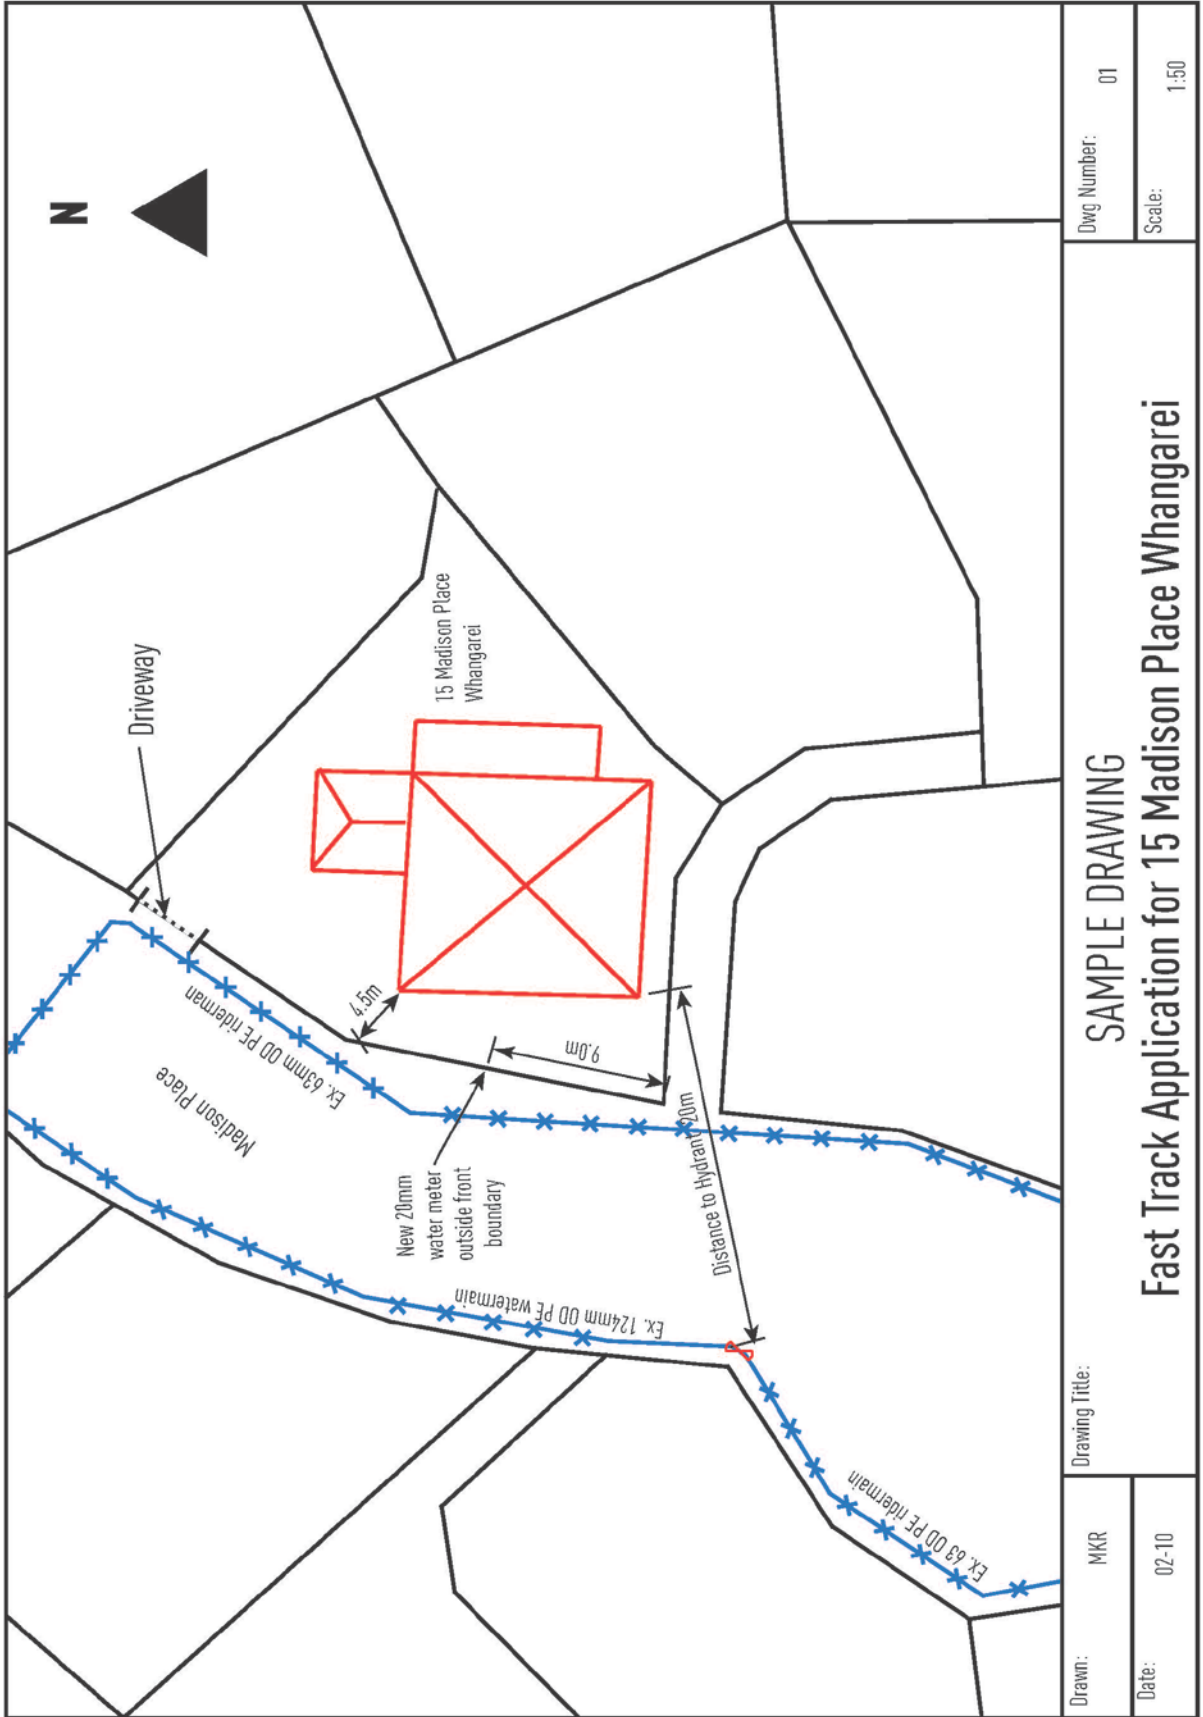 N
Driveway
15 Madison Place
Whangarei
4.5m
9.0m
Ex. 63mm OD PE riderman
Madison Place
New 20mm
water meter
outside front
boundary
Distance to Hydrant 20m
Ex. 124mm OD PE watermain
Ex. 63 OD PE ridermain
Drawn:
MKR
Date:
02-10
Drawing Title:
SAMPLE DRAWING
Fast Track Application for 15 Madison Place Whangarei
Dwg Number:
01
Scale:
1:50